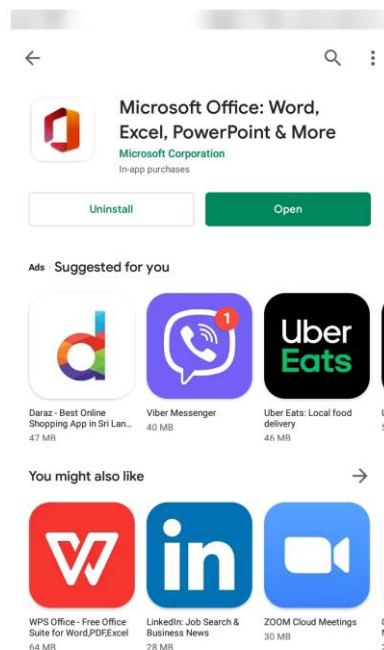 Microsoft Office: Word,
Excel, PowerPoint & More
Microsoft Corporation
In-app purchases
Uninstall
Open
Ads · Suggested for you
1
Uber
Eats
Daraz - Best Online
Shopping App in Sri Lan...
47 MB
Viber Messenger
40 MB
Uber Eats: Local food
delivery
46 MB
You might also like
in
WPS Office - Free Office
Suite for Word,PDF,Excel
64 MB
LinkedIn: Job Search &
Business News
28 MB
ZOOM Cloud Meetings
30 MB